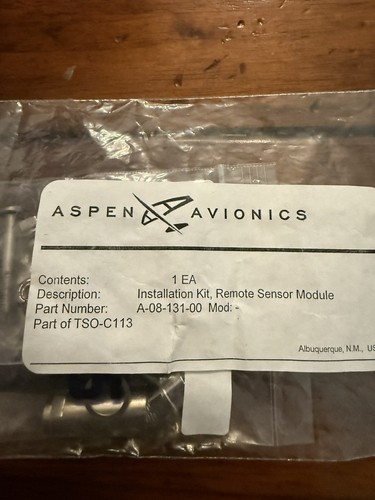 ASPEN AVIONICS
Contents: 1 EA
Description: Installation Kit, Remote Sensor Module
Part Number: A-08-131-00 Mod: -
Part of TSO-C113
Albuquerque, N.M., US